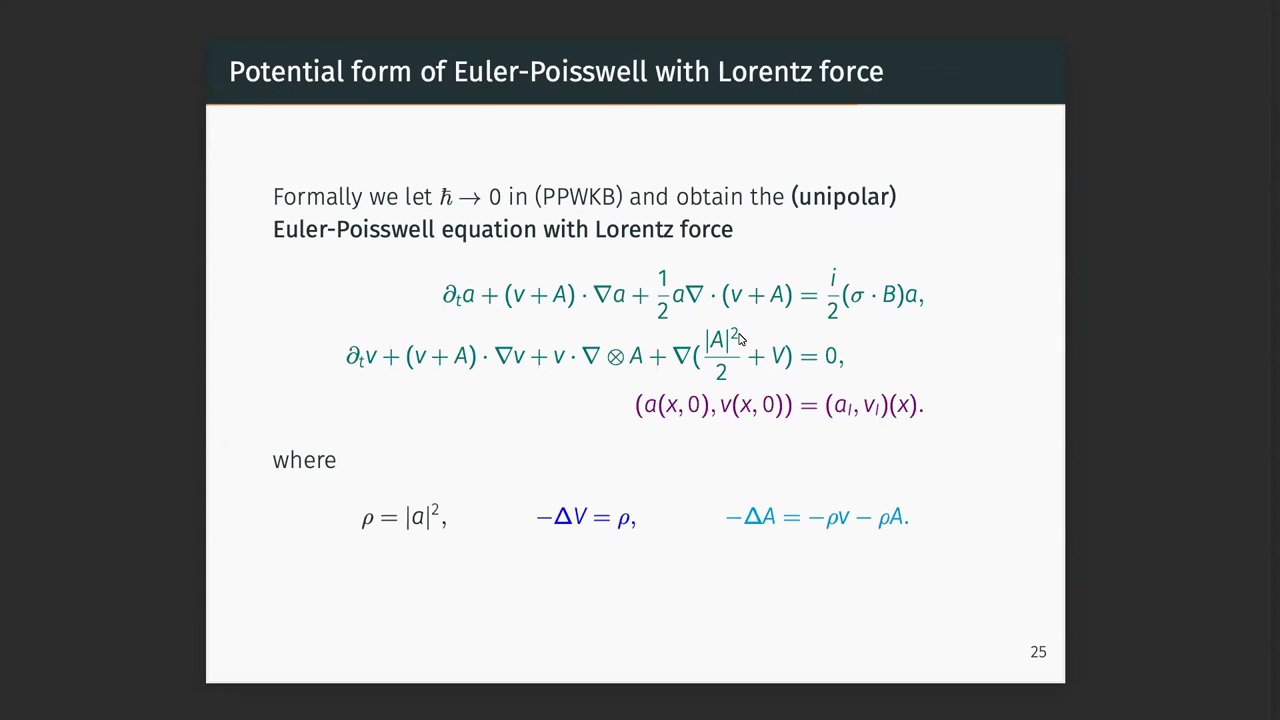 Potential form of Euler-Poisswell with Lorentz force
Formally we let ℏ → 0 in (PPWKB) and obtain the (unipolar)
Euler-Poisswell equation with Lorentz force
∂ₜa + (v + A) · ∇a + 1/2 a∇ · (v + A) = i/2 (σ · B)a,
∂ₜv + (v + A) · ∇v + v · ∇ ⊗ A + ∇(|A|²/2 + V) = 0,
(a(x, 0), v(x, 0)) = (a_I, v_I)(x).
where
ρ = |a|², −ΔV = ρ, −ΔA = −ρv − ρA.
25